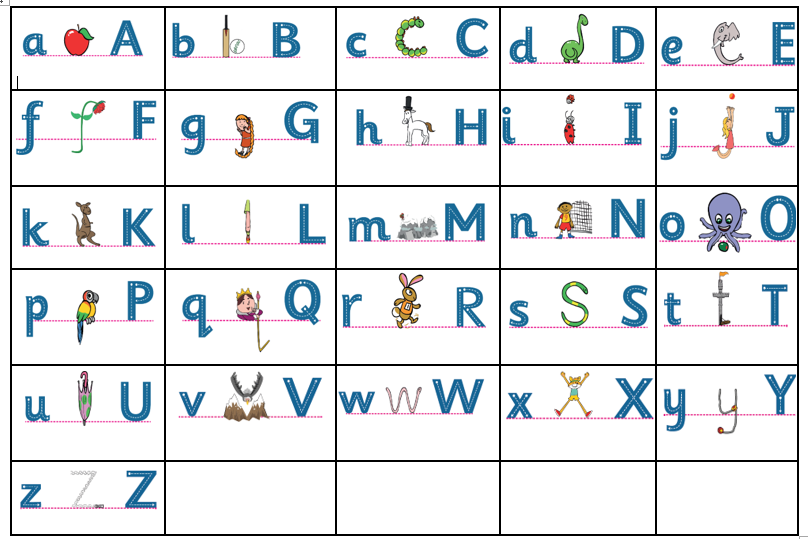 a A b B c C d D e E
f F g G h H i I j J
k K l L m M n N o O
p P q Q r R s S t T
u U v V w W x X y Y
z Z